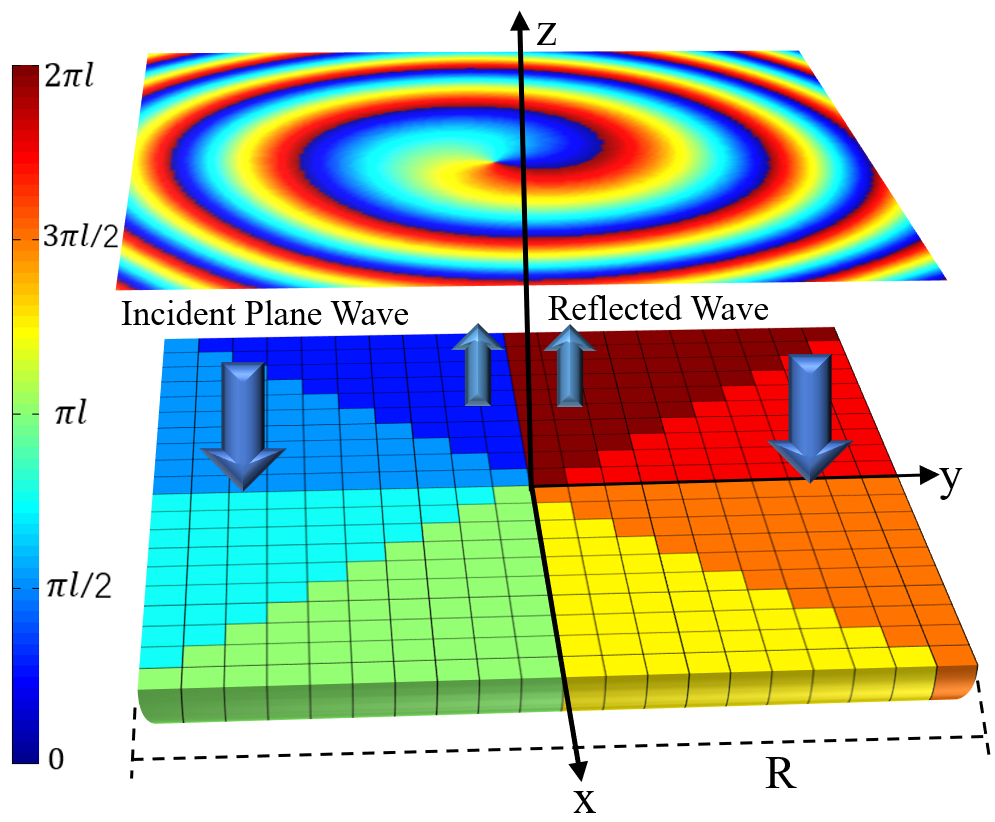 z
2πl
3πl/2
Incident Plane Wave
Reflected Wave
πl
y
πl/2
0
R
x